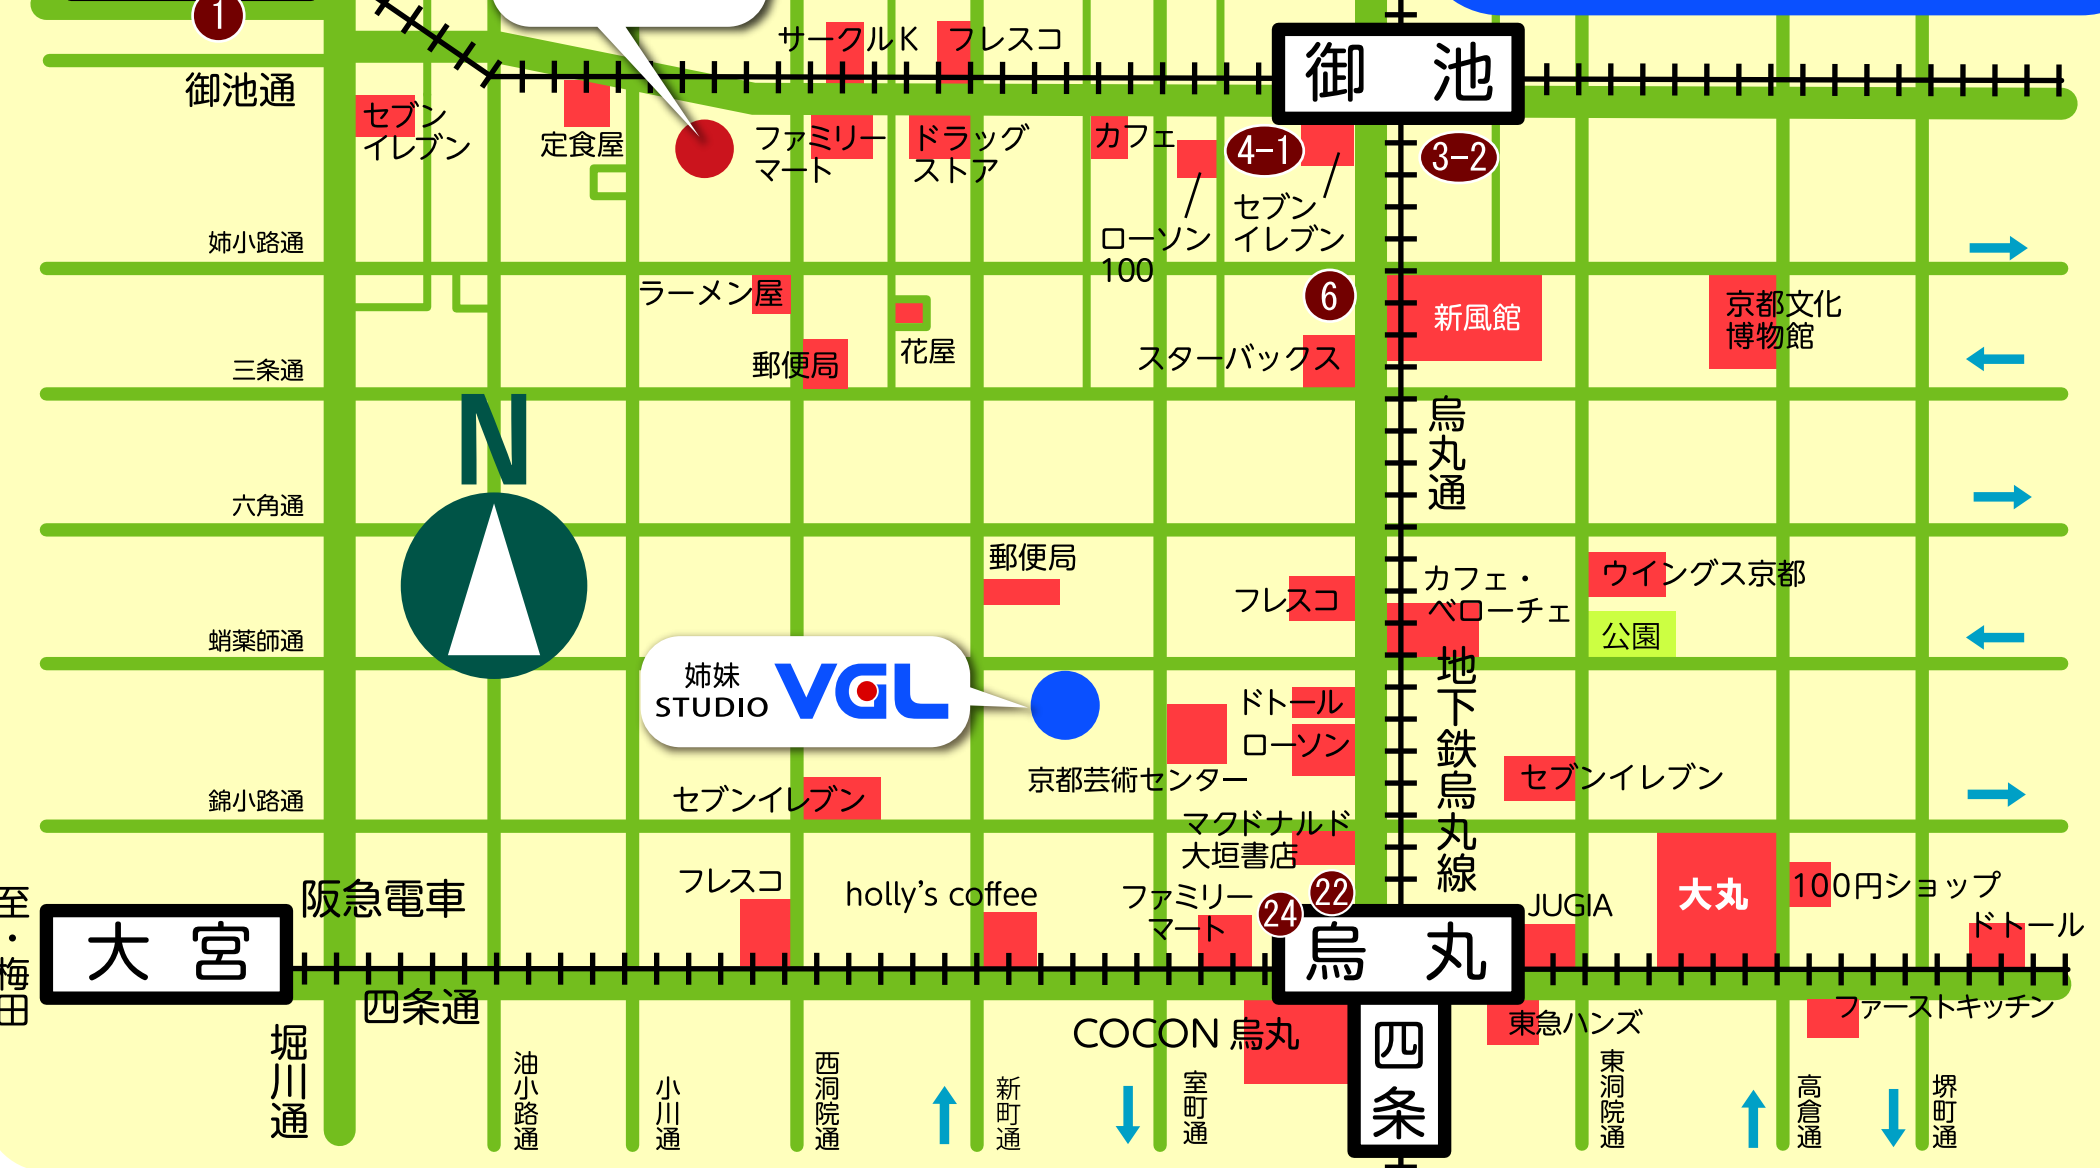 1
サークルK
フレスコ
御池
御池通
セブン
イレブン
定食屋
ファミリー
マート
ドラッグ
ストア
カフェ
4-1
3-2
セブン
イレブン
ローソン
100
姉小路通
ラーメン屋
6
新風館
京都文化
博物館
郵便局
花屋
スターバックス
三条通
N
烏丸通
六角通
郵便局
フレスコ
カフェ・
ベローチェ
ウイングス京都
公園
蛸薬師通
姉妹
STUDIO
VGL
ドトール
ローソン
地下鉄烏丸線
京都芸術センター
セブンイレブン
セブンイレブン
錦小路通
マクドナルド
大垣書店
フレスコ
holly's coffee
ファミリー
マート
24
22
JUGIA
大丸
100円ショップ
ドトール
至・梅田
阪急電車
大宮
烏丸
四条通
COCON 烏丸
四条
東急ハンズ
ファーストキッチン
堀川通
油小路通
小川通
西洞院通
新町通
室町通
東洞院通
高倉通
堺町通